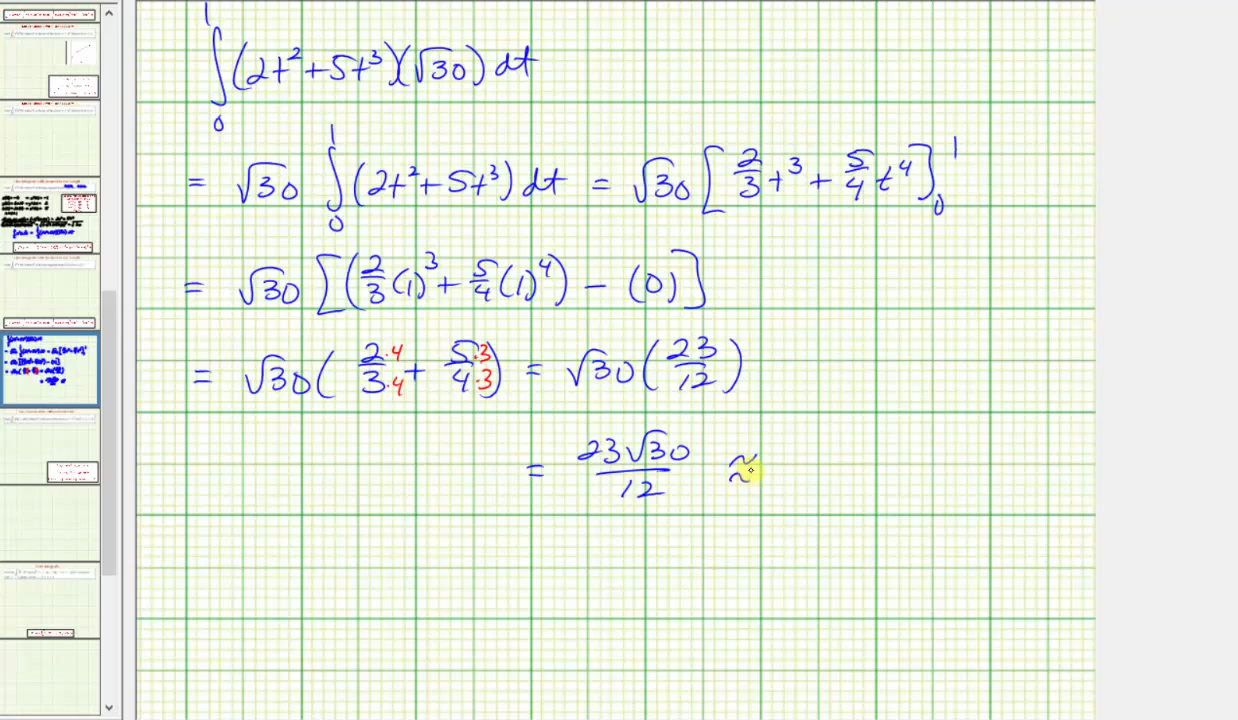 ∫₀¹ (2t² + 5t³)(√30) dt
= √30 ∫₀¹ (2t² + 5t³) dt = √30 [2/3 t³ + 5/4 t⁴]₀¹
= √30 [(2/3 (1)³ + 5/4 (1)⁴) − (0)]
= √30 (2·4/3·4 + 5·3/4·3) = √30 (23/12)
= 23√30/12 ≈